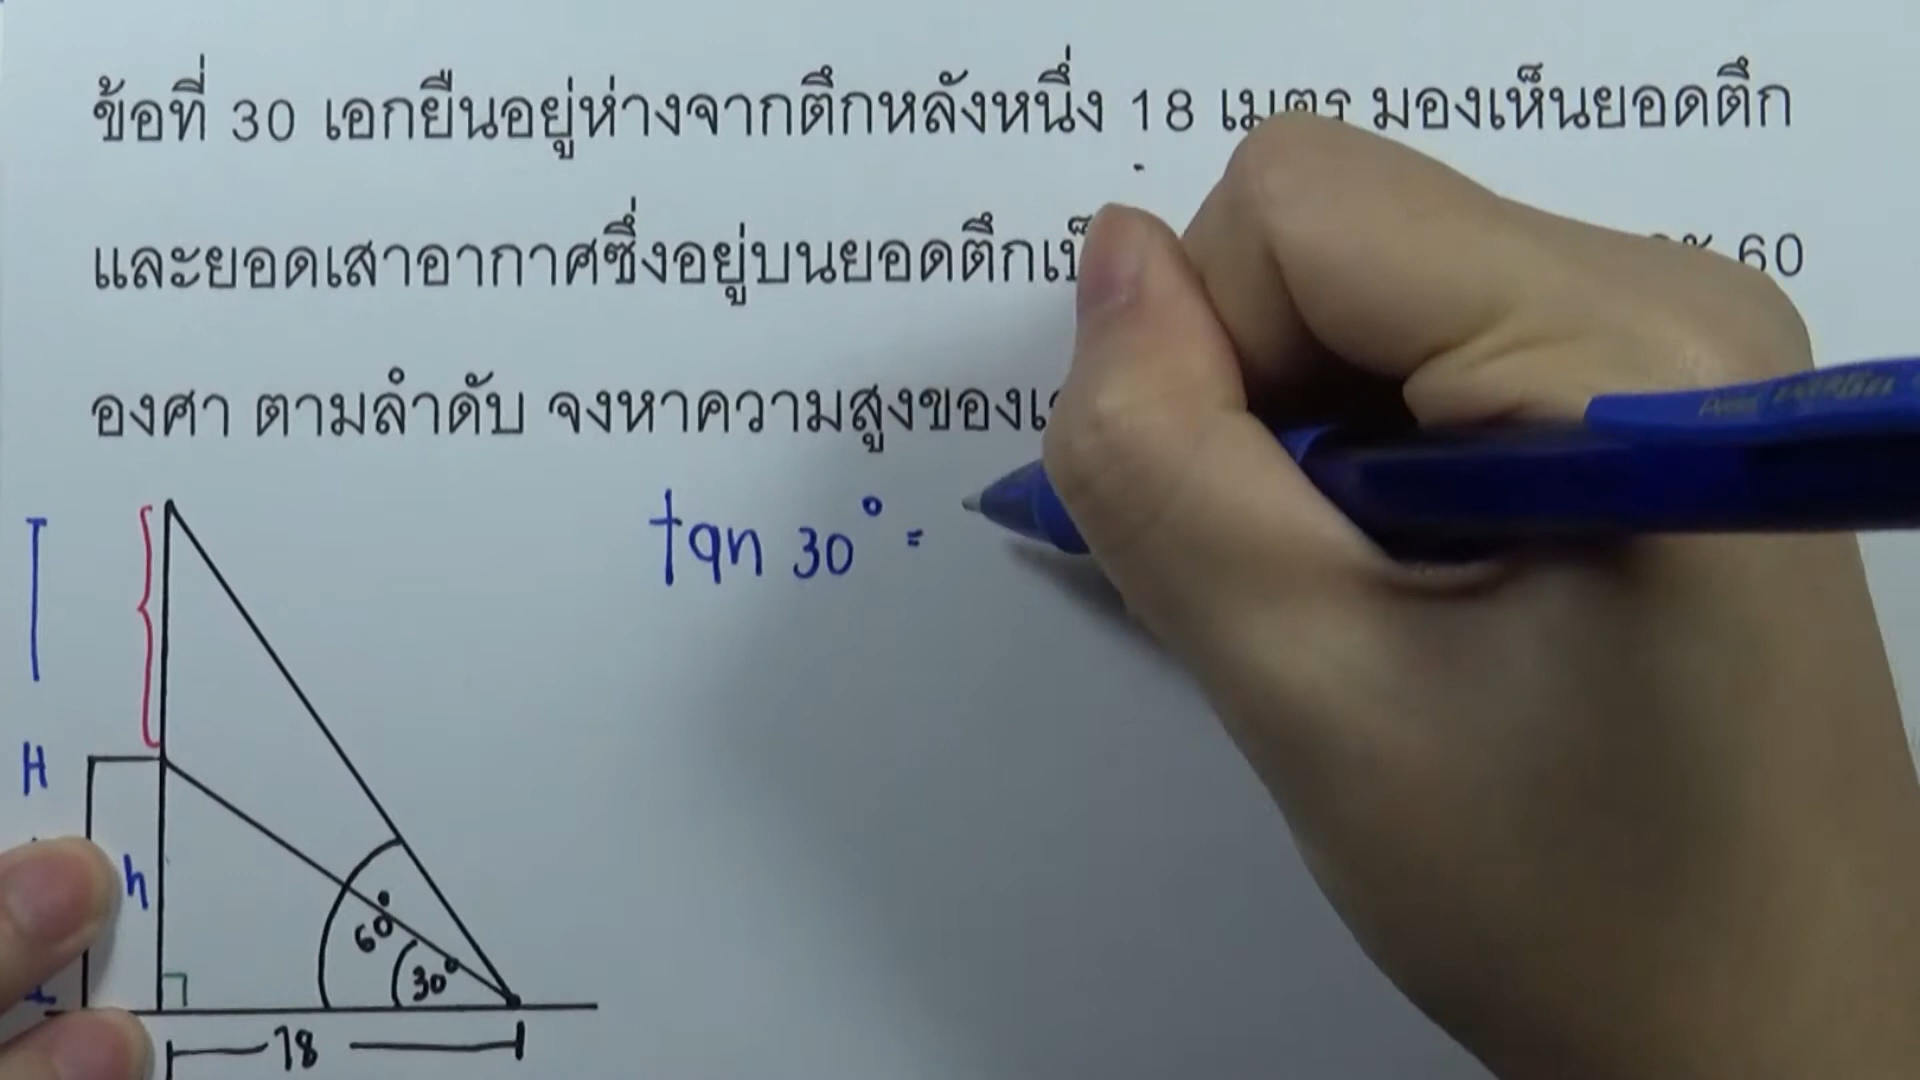 ข้อที่ 30 เอกยืนอยู่ห่างจากตึกหลังหนึ่ง 18 เมตร มองเห็นยอดตึก
และยอดเสาอากาศซึ่งอยู่บนยอดตึก 60
องศา ตามลำดับ จงหาความสูงของ
tan 30° =
H
h
60°
30°
18